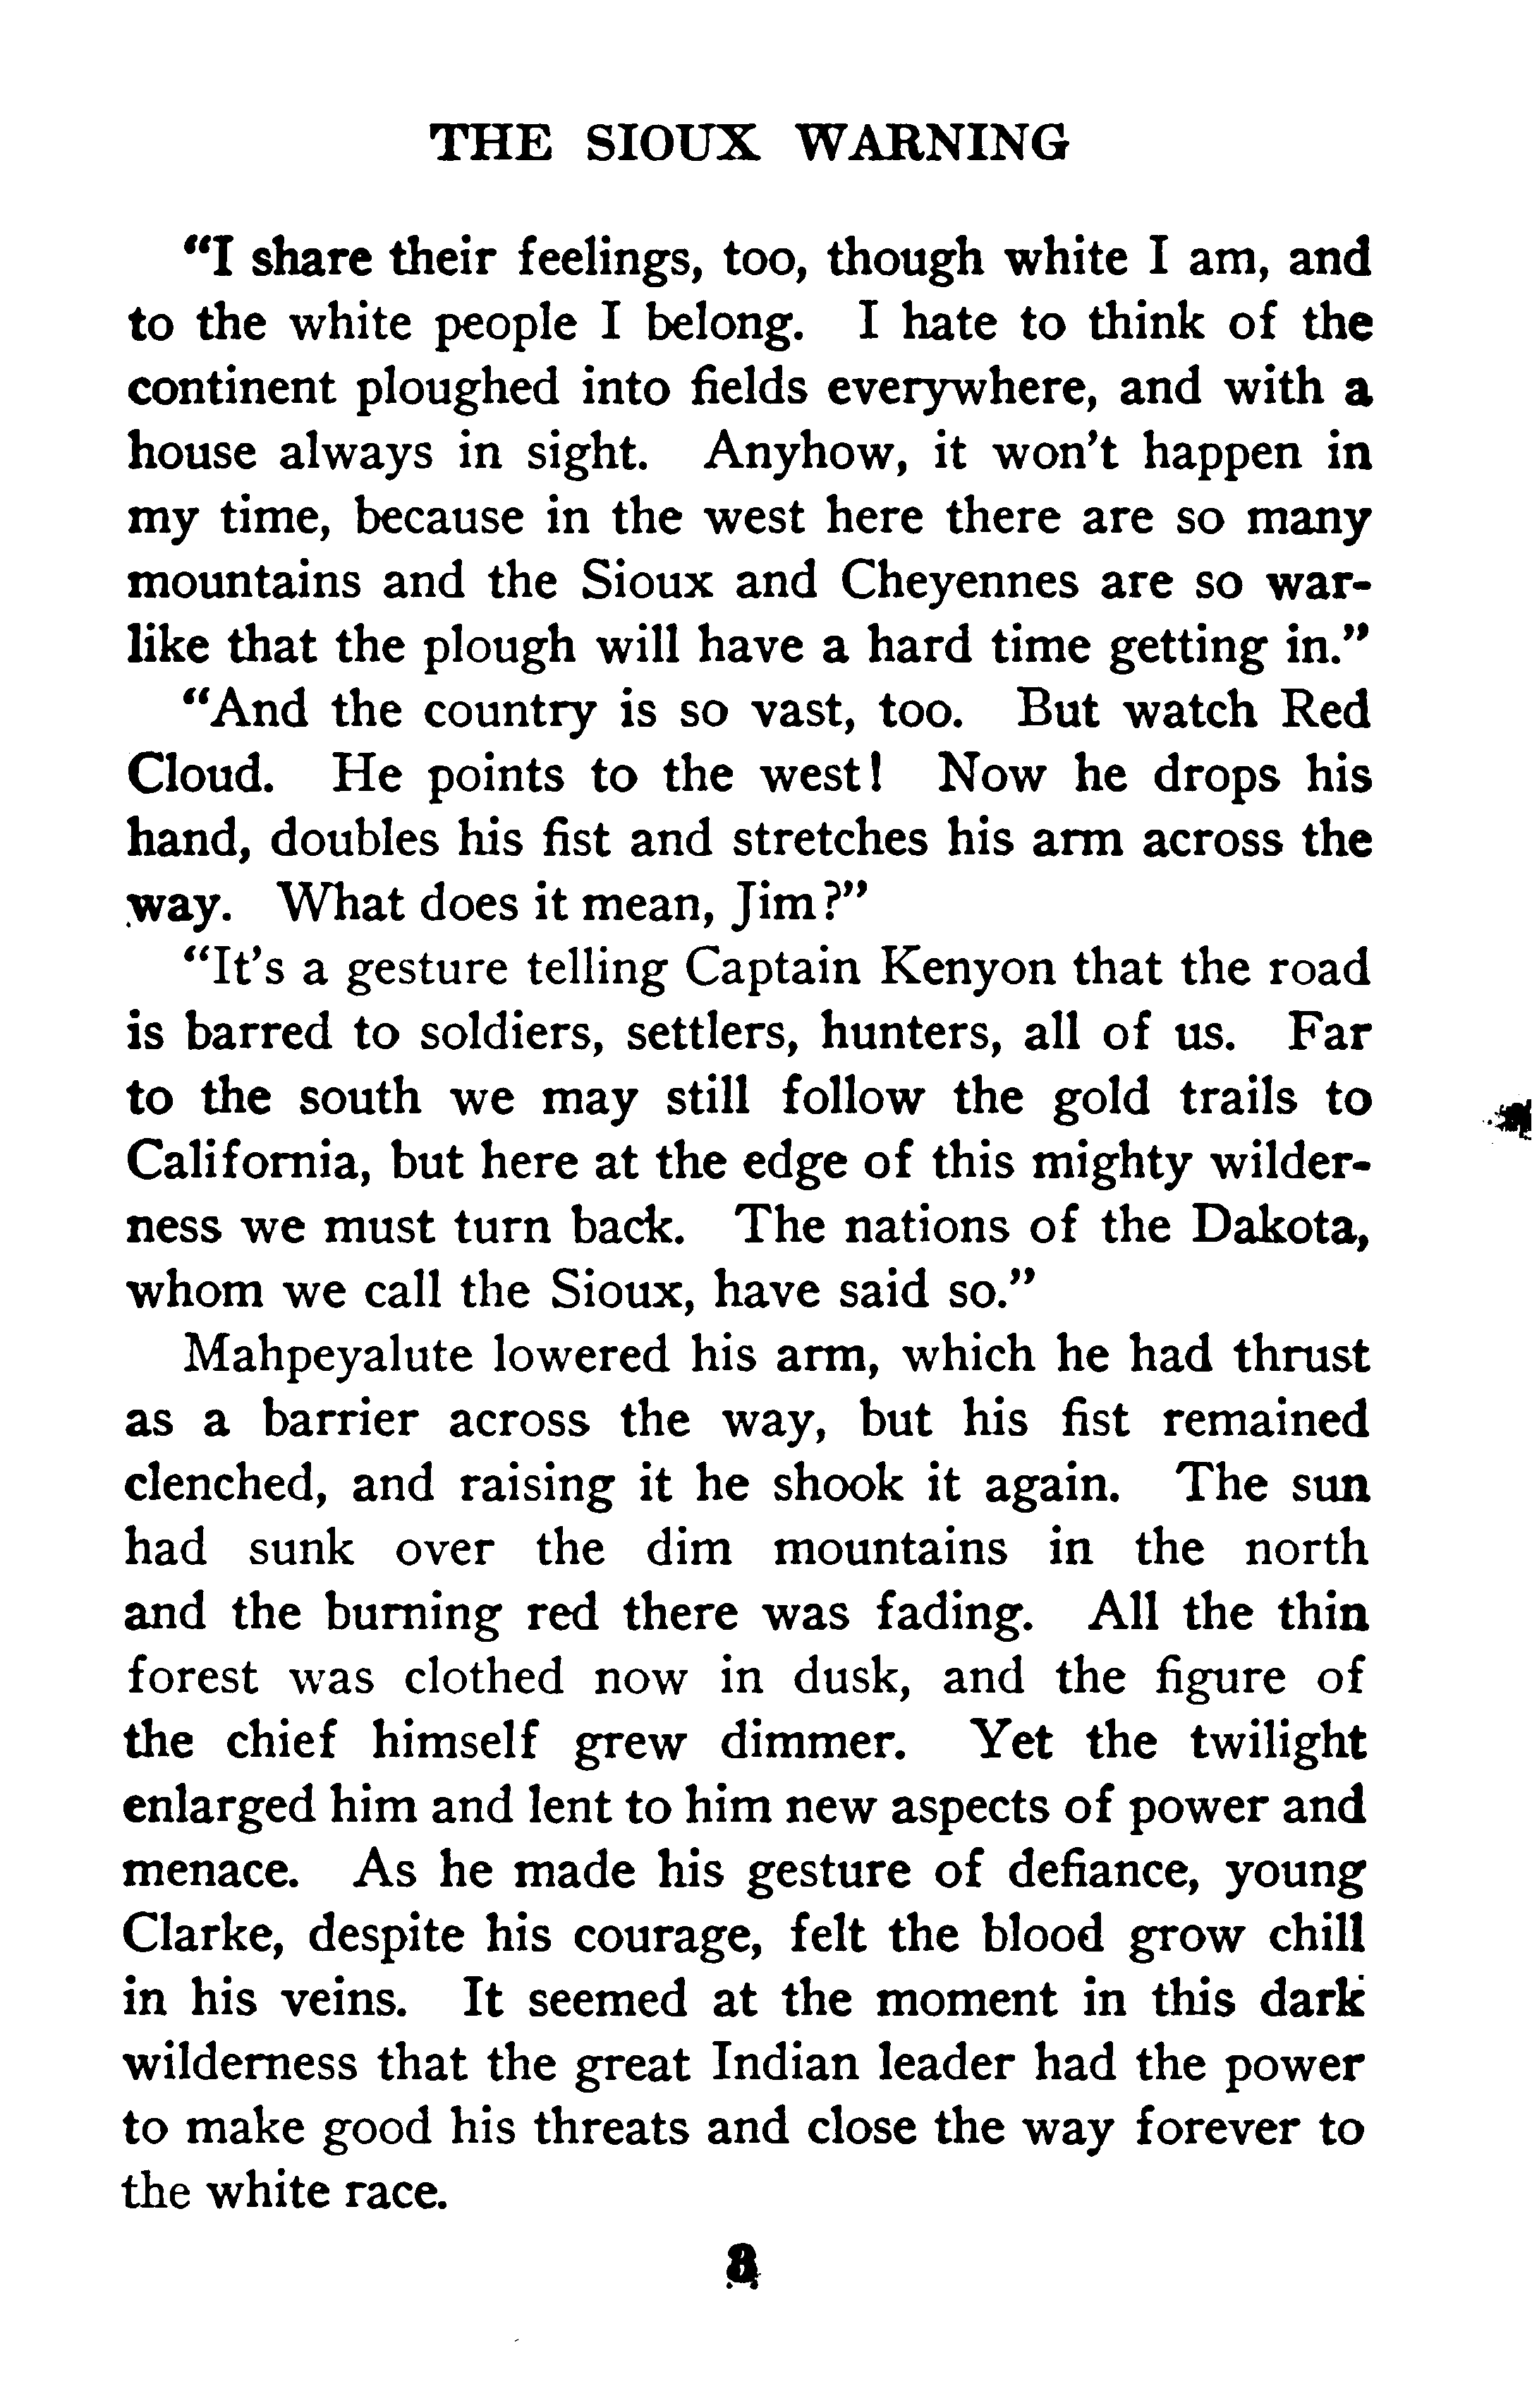 THE SIOUX WARNING
"I share their feelings, too, though white I am, and
to the white people I belong. I hate to think of the
continent ploughed into fields everywhere, and with a
house always in sight. Anyhow, it won't happen in
my time, because in the west here there are so many
mountains and the Sioux and Cheyennes are so war-
like that the plough will have a hard time getting in."
"And the country is so vast, too. But watch Red
Cloud. He points to the west! Now he drops his
hand, doubles his fist and stretches his arm across the
way. What does it mean, Jim?"
"It's a gesture telling Captain Kenyon that the road
is barred to soldiers, settlers, hunters, all of us. Far
to the south we may still follow the gold trails to
California, but here at the edge of this mighty wilder-
ness we must turn back. The nations of the Dakota,
whom we call the Sioux, have said so."
Mahpeyalute lowered his arm, which he had thrust
as a barrier across the way, but his fist remained
clenched, and raising it he shook it again. The sun
had sunk over the dim mountains in the north
and the burning red there was fading. All the thin
forest was clothed now in dusk, and the figure of
the chief himself grew dimmer. Yet the twilight
enlarged him and lent to him new aspects of power and
menace. As he made his gesture of defiance, young
Clarke, despite his courage, felt the blood grow chill
in his veins. It seemed at the moment in this dark
wilderness that the great Indian leader had the power
to make good his threats and close the way forever to
the white race.